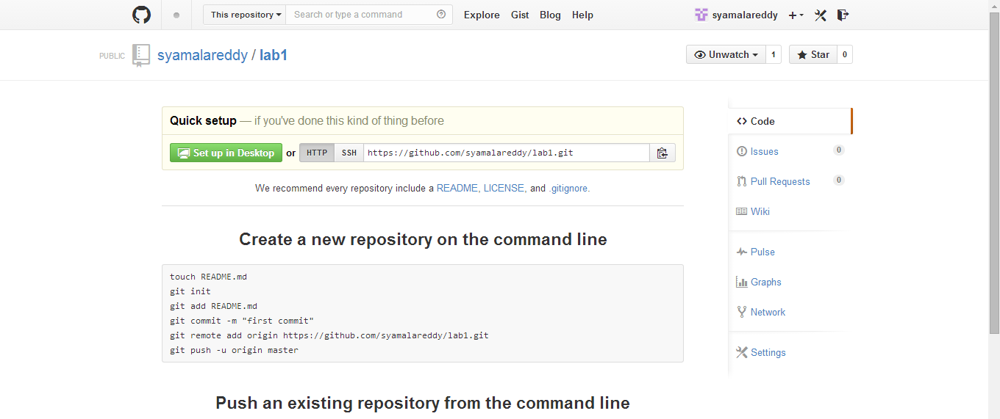 This repository Search or type a command Explore Gist Blog Help syamalareddy
PUBLIC syamalareddy / lab1 Unwatch 1 Star 0
Quick setup — if you've done this kind of thing before
Set up in Desktop or HTTP SSH https://github.com/syamalareddy/lab1.git
We recommend every repository include a README, LICENSE, and .gitignore.
Create a new repository on the command line
touch README.md
git init
git add README.md
git commit -m "first commit"
git remote add origin https://github.com/syamalareddy/lab1.git
git push -u origin master
Push an existing repository from the command line
Code
Issues 0
Pull Requests 0
Wiki
Pulse
Graphs
Network
Settings